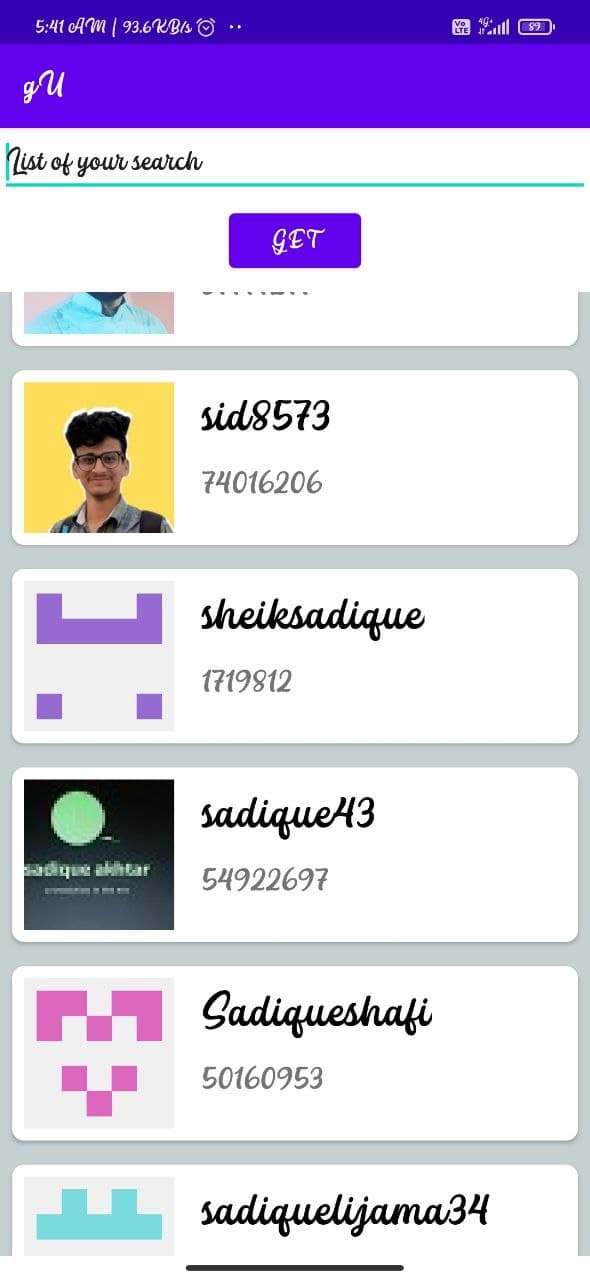 5:41 AM | 93.6KB/s
Vo LTE 4G+ 89
gU
List of your search
GET
sid8573
74016206
sheiksadique
1719812
sadique43
54922697
sadique akhtar
Sadiqueshafi
50160953
sadiquelijama34